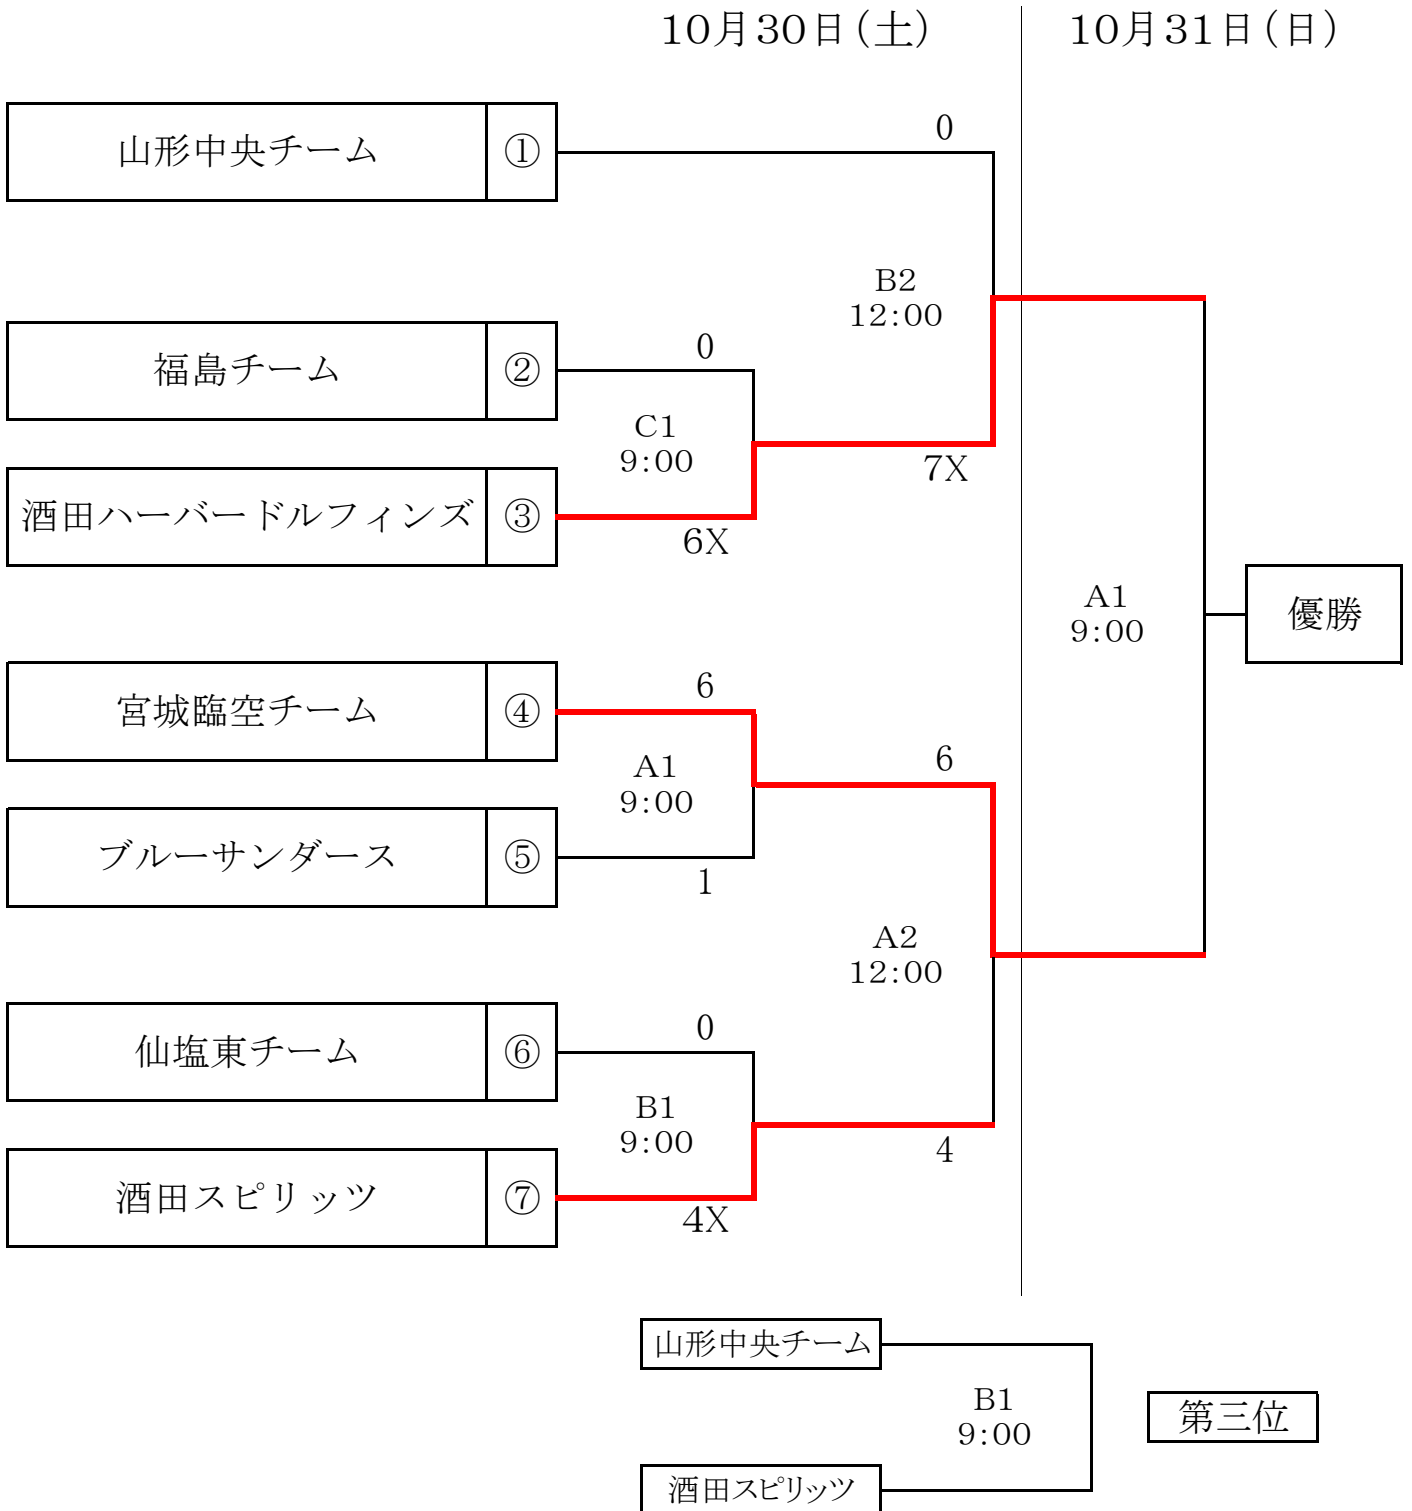 10月30日(土)
10月31日(日)
0
山形中央チーム ①
B2
12:00
0
福島チーム ②
C1
9:00
7X
酒田ハーバードルフィンズ ③
6X
A1
9:00
優勝
6
宮城臨空チーム ④
6
A1
9:00
ブルーサンダース ⑤
1
A2
12:00
0
仙塩東チーム ⑥
B1
9:00
4
酒田スピリッツ ⑦
4X
山形中央チーム
B1
9:00
第三位
酒田スピリッツ